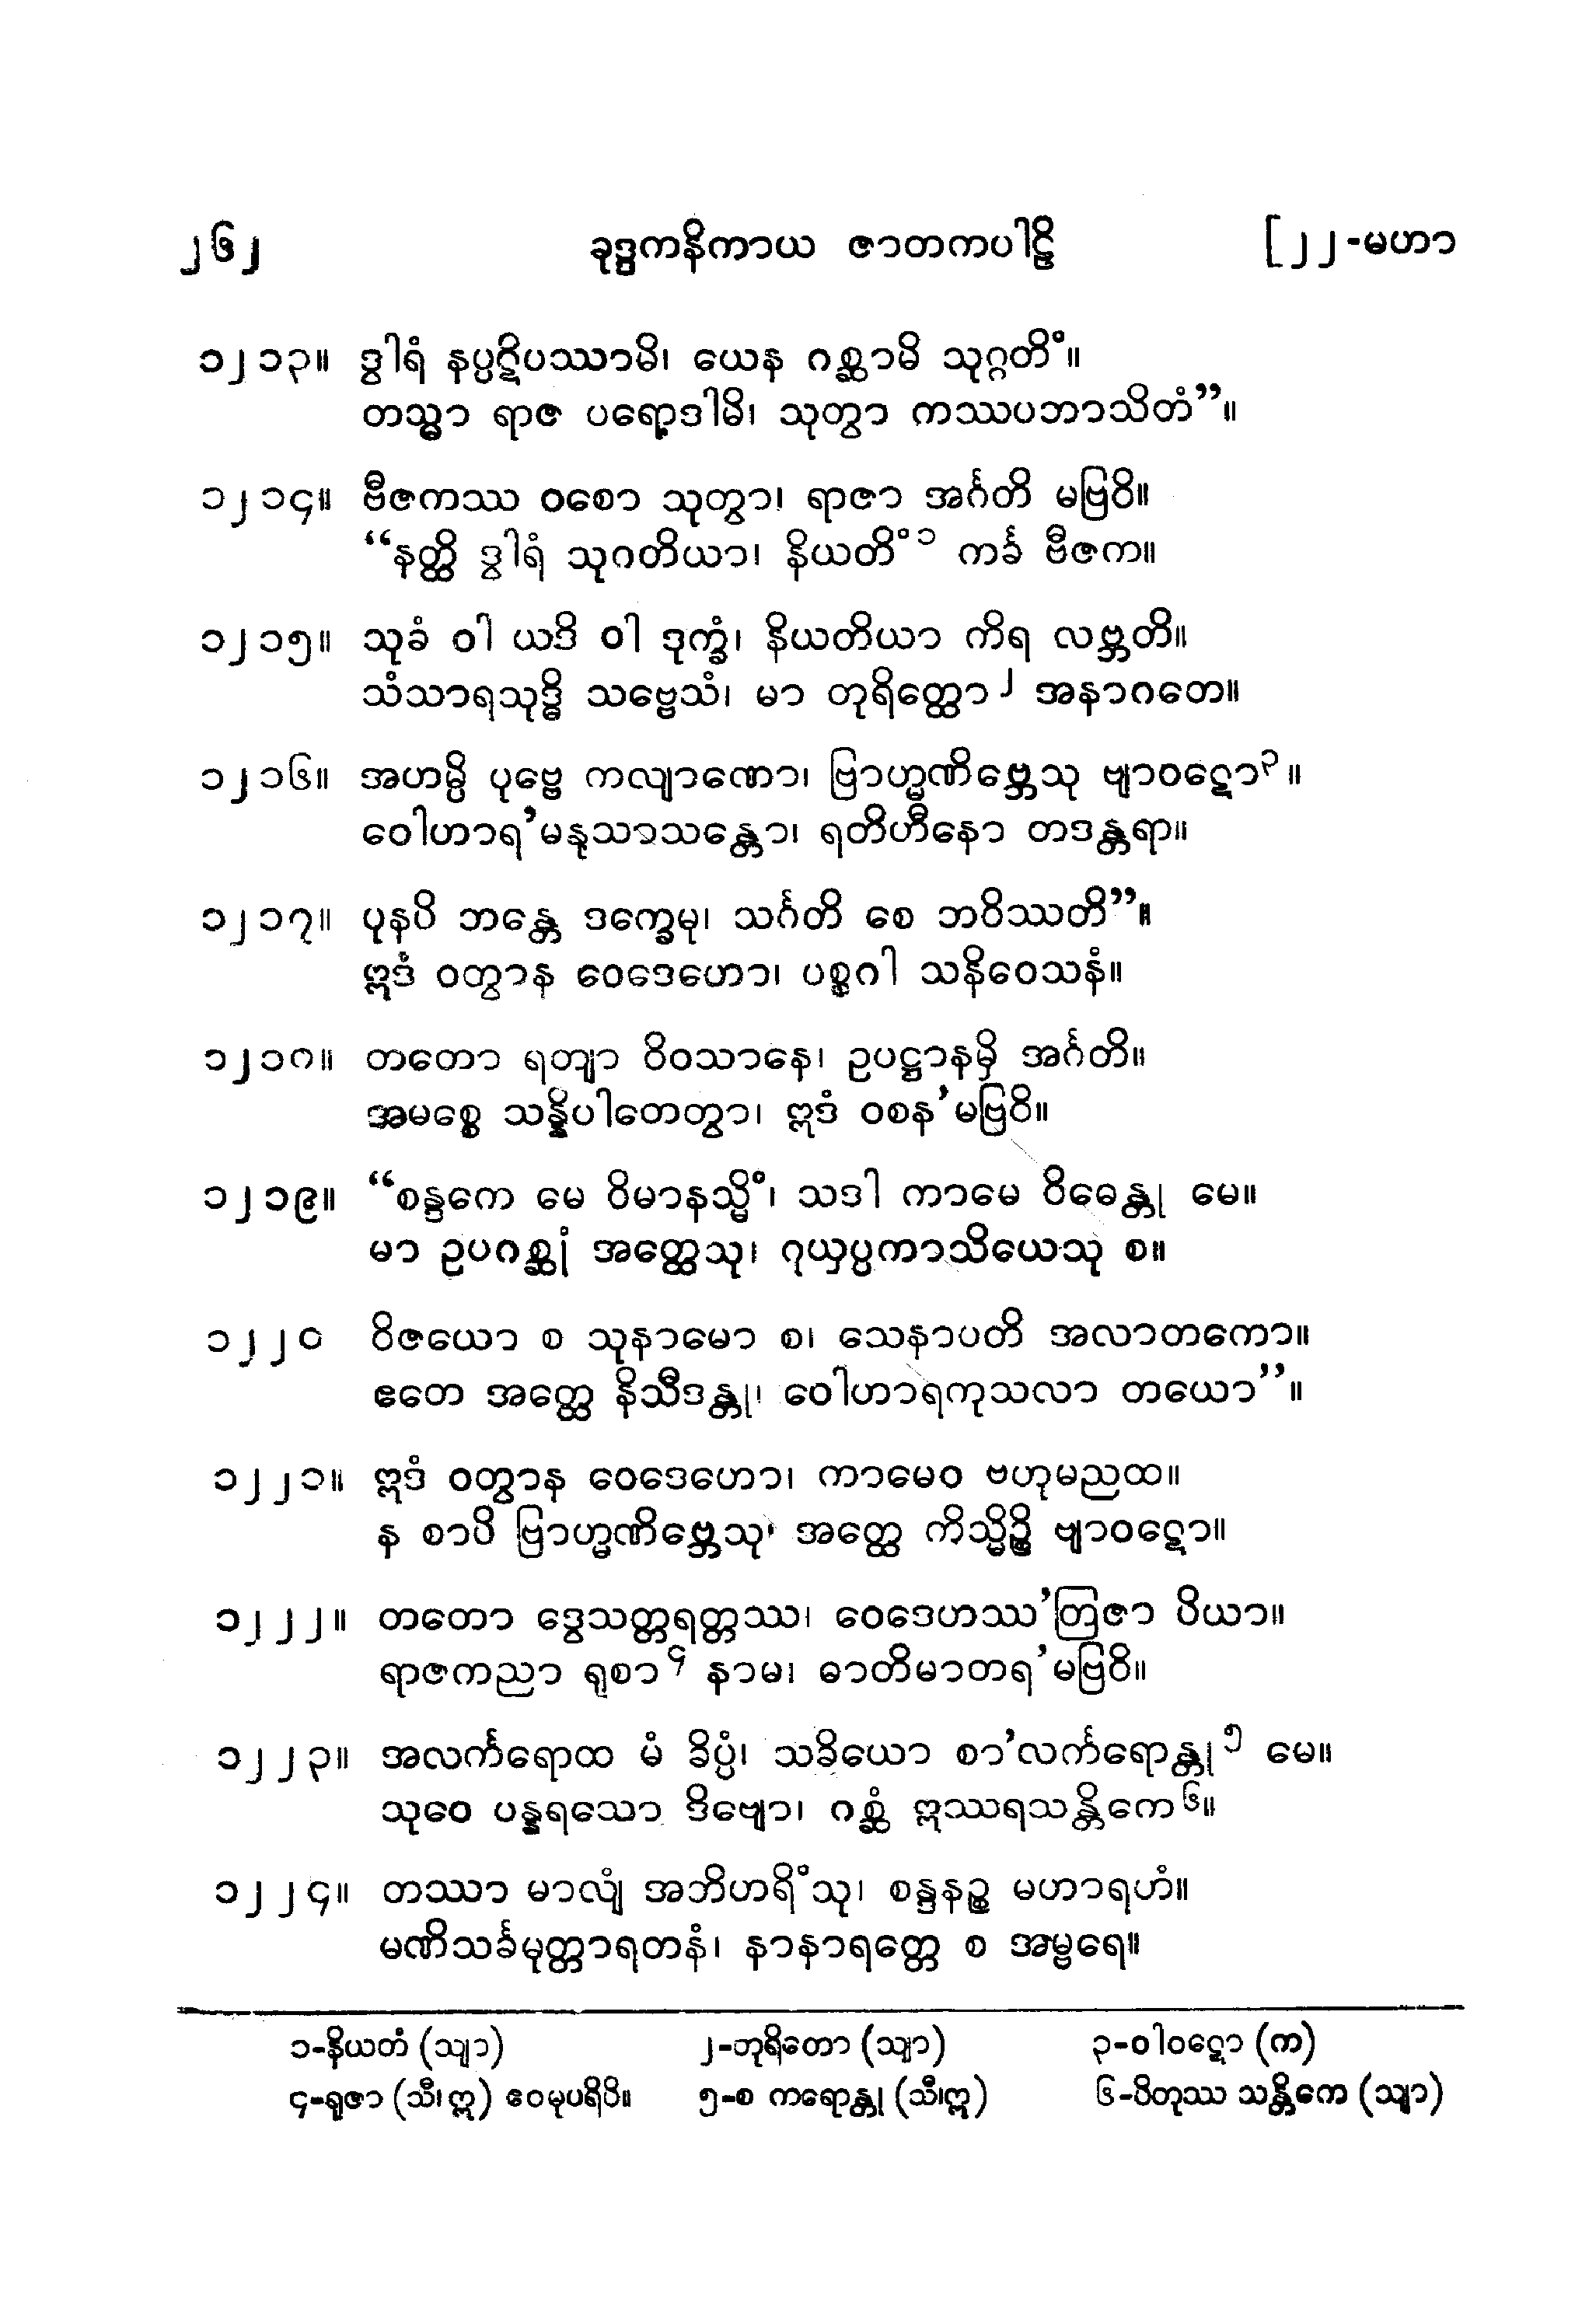 ၂၆၂ ခုဒ္ဒကနိကာယ ဇာတကပါဠိ [၂၂-မဟာ
၁၂၁၃။ ဒွါရံ နပ္ပဋိပဿာမိ၊ ယေန ဂစ္ဆာမိ သုဂ္ဂတိံ။
တသ္မာ ရာဇ ပရောဒါမိ၊ သုတွာ ကဿပဘာသိတံ”။
၁၂၁၄။ ဗီဇကဿ ဝစော သုတွာ၊ ရာဇာ အင်္ဂတိ မဗြဝိ။
“နတ္ထိ ဒွါရံ သုဂတိယာ၊ နိယတိံ ၁ ကင်္ခ ဗီဇက။
၁၂၁၅။ သုခံ ဝါ ယဒိ ဝါ ဒုက္ခံ၊ နိယတိယာ ကိရ လဗ္ဘတိ။
သံသာရသုဒ္ဓိ သဗ္ဗေသံ၊ မာ တုရိတ္ထော ၂ အနာဂတေ။
၁၂၁၆။ အဟမ္ပိ ပုဗ္ဗေ ကလျာဏော၊ ဗြာဟ္မဏိဗ္ဘေသု ဗျာဝဋော ၃။
ဝေါဟာရ’မနုသာသန္တော၊ ရတိဟီနော တဒန္တရာ။
၁၂၁၇။ ပုနပိ ဘန္တေ ဒက္ခေမု၊ သင်္ဂတိ စေ ဘဝိဿတိ”။
ဣဒံ ဝတွာန ဝေဒေဟော၊ ပစ္စဂါ သနိဝေသနံ။
၁၂၁၈။ တတော ရတျာ ဝိဝသာနေ၊ ဥပဋ္ဌာနမှိ အင်္ဂတိ။
အမစ္စေ သန္နိပါတေတွာ၊ ဣဒံ ဝစန’မဗြဝိ။
၁၂၁၉။ “စန္ဒကေ မေ ဝိမာနသ္မိံ၊ သဒါ ကာမေ ဝိဓေန္တု မေ။
မာ ဥပဂစ္ဆုံ အတ္ထေသု၊ ဂုယှပ္ပကာသိယေသု စ။
၁၂၂၀ ဝိဇယော စ သုနာမော စ၊ သေနာပတိ အလာတကော။
ဧတေ အတ္ထေ နိသီဒန္တု၊ ဝေါဟာရကုသလာ တယော”။
၁၂၂၁။ ဣဒံ ဝတွာန ဝေဒေဟော၊ ကာမေဝ ဗဟုမညထ။
န စာပိ ဗြာဟ္မဏိဗ္ဘေသု၊ အတ္ထေ ကိသ္မိဉ္စိ ဗျာဝဋော။
၁၂၂၂။ တတော ဒွေသတ္တရတ္တဿ၊ ဝေဒေဟဿ’တြဇာ ပိယာ။
ရာဇကညာ ရုစာ ၄ နာမ၊ ဓာတိမာတရ’မဗြဝိ။
၁၂၂၃။ အလင်္ကရောထ မံ ခိပ္ပံ၊ သခိယော စာ’လင်္ကရောန္တု ၅ မေ။
သုဝေ ပန္နရသော ဒိဗျော၊ ဂစ္ဆံ ဣဿရသန္တိကေ ၆။
၁၂၂၄။ တဿာ မာလျံ အဘိဟရိံသု၊ စန္ဒနဉ္စ မဟာရဟံ။
မဏိသင်္ခမုတ္တာရတနံ၊ နာနာရတ္တေ စ အမ္ဗရေ။
၁-နိယတံ (သျာ) ၂-တုရိတော (သျာ) ၃-ဝါဝဋော (က)
၄-ရုဇာ (သီ၊ဣ) ဧဝမုပရိပိ။ ၅-စ ကရောန္တု (သီ၊ဣ) ၆-ပိတုဿ သန္တိကေ (သျာ)